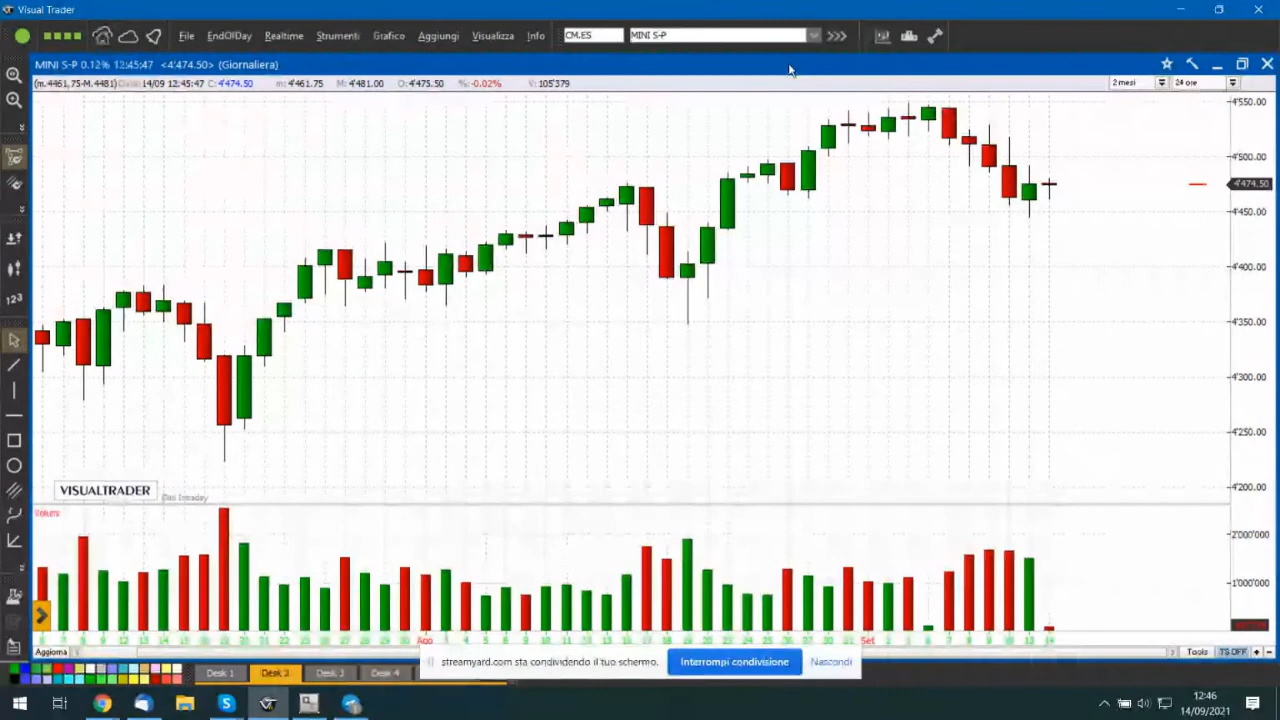 Visual Trader
File EndOfDay Realtime Strumenti Grafico Aggiungi Visualizza Info CM.ES MINI S-P
MINI S-P 0.12% 12:45:47 <4'474.50> (Giornaliera)
(m.4461,75-M.4481) Data: 14/09 12:45:47 C: 4'474.50 m: 4'461.75 M: 4'481.00 O: 4'475.50 %: -0.02% V: 105'379 2 mesi 24 ore
4'550.00
4'500.00
4'474.50
4'450.00
4'400.00
4'350.00
4'300.00
4'250.00
4'200.00
123
VISUALTRADER
Volumi
2'000'000
1'000'000
Ago Set
Aggiorna Tools TS OFF
streamyard.com sta condividendo il tuo schermo. Interrompi condivisione Nascondi
Desk 1 Desk 2 Desk 3 Desk 4
12:46
14/09/2021